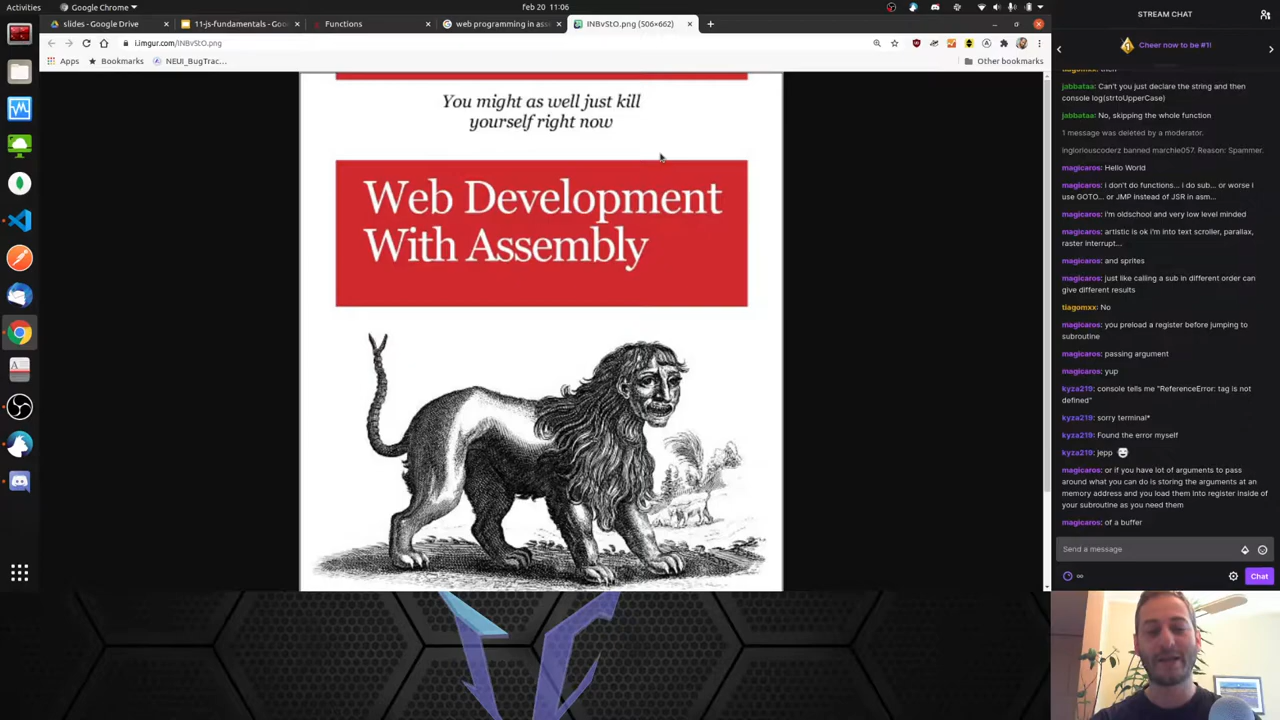 Activities
Google Chrome
feb 20 11:06
slides - Google Drive
11-js-fundamentals - Goo
Functions
web programming in ass
INBvStO.png (506×662)
i.imgur.com/INBvStO.png
Apps
Bookmarks
NEUI_BugTrac...
Other bookmarks
You might as well just kill
yourself right now
Web Development
With Assembly
STREAM CHAT
Cheer now to be #1!
jabbataa: Can't you just declare the string and then
console log(strtoUpperCase)
jabbataa: No, skipping the whole function
1 message was deleted by a moderator.
ingloriouscoderz banned marchie057. Reason: Spammer.
magicaros: Hello World
magicaros: i don't do functions... i do sub... or worse i
use GOTO... or JMP instead of JSR in asm...
magicaros: i'm oldschool and very low level minded
magicaros: artistic is ok i'm into text scroller, parallax,
raster interrupt...
magicaros: and sprites
magicaros: just like calling a sub in different order can
give different results
tiagomxx: No
magicaros: you preload a register before jumping to
subroutine
magicaros: passing argument
magicaros: yup
kyza219: console tells me "ReferenceError: tag is not
defined"
kyza219: sorry terminal*
kyza219: Found the error myself
kyza219: jepp
magicaros: or if you have lot of arguments to pass
around what you can do is storing the arguments at an
memory address and you load them into register inside of
your subroutine as you need them
magicaros: of a buffer
Send a message
Chat